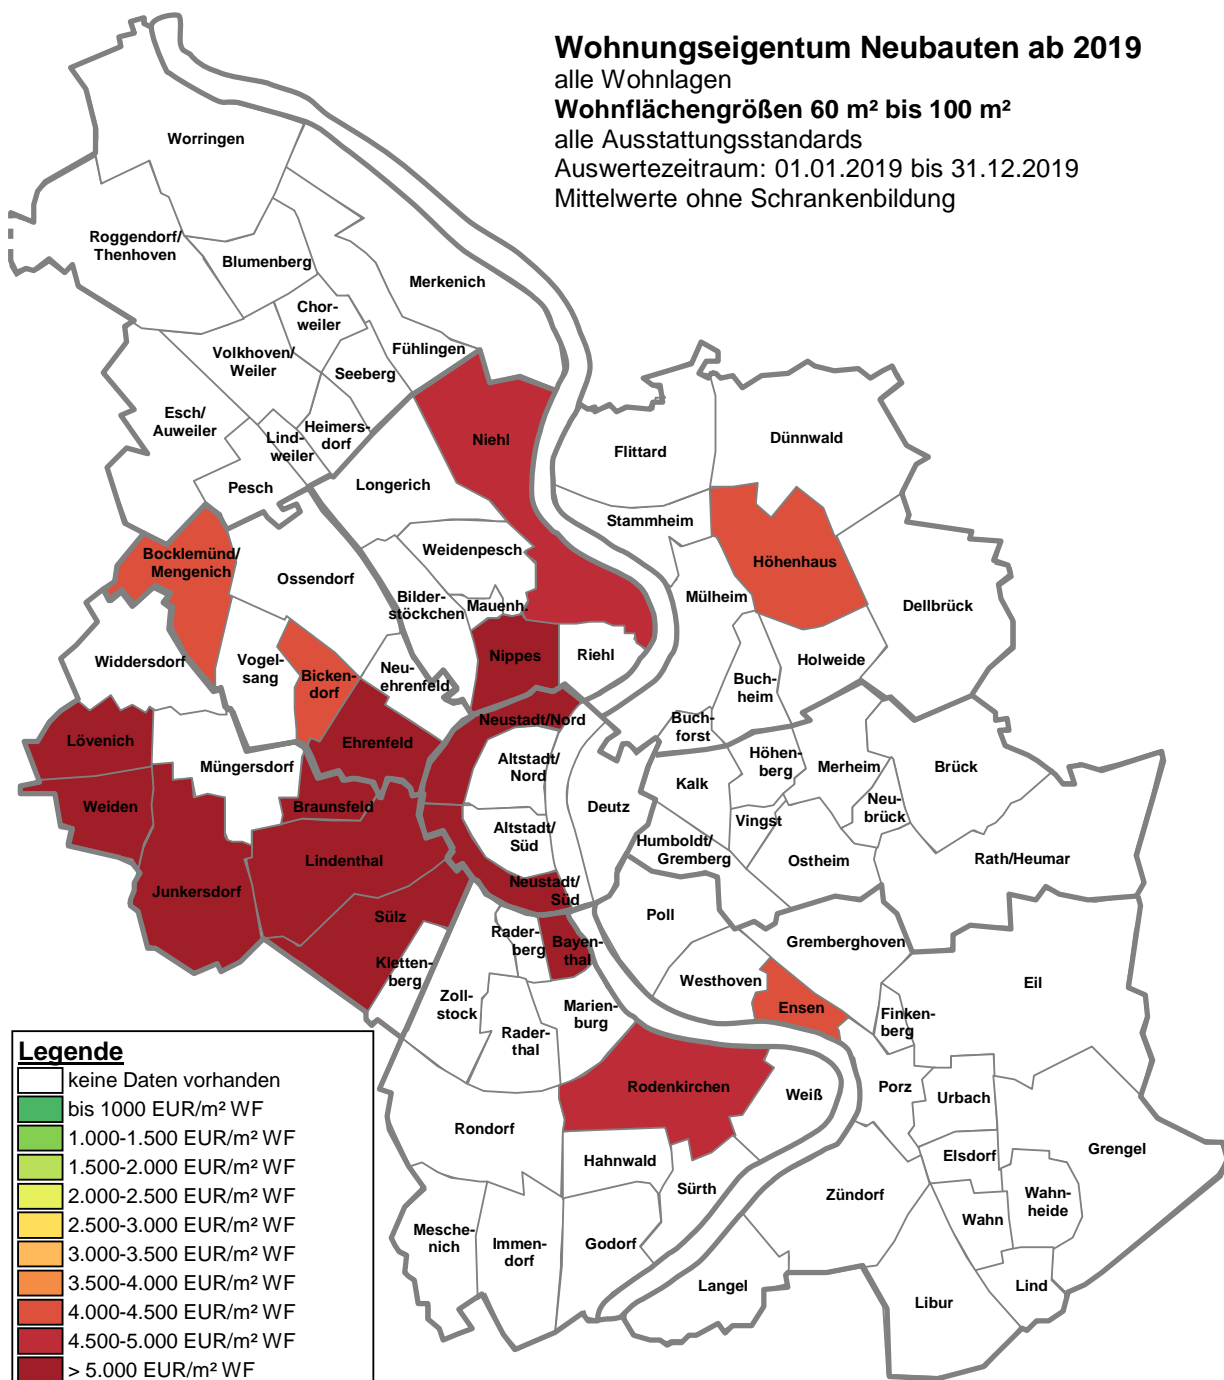 Wohnungseigentum Neubauten ab 2019
alle Wohnlagen
Wohnflächengrößen 60 m² bis 100 m²
alle Ausstattungsstandards
Auswertezeitraum: 01.01.2019 bis 31.12.2019
Mittelwerte ohne Schrankenbildung
Worringen
Roggendorf/
Thenhoven
Blumenberg
Merkenich
Chor-
weiler
Fühlingen
Volkhoven/
Weiler
Seeberg
Esch/
Auweiler
Heimers-
dorf
Lind-
weiler
Pesch
Niehl
Longerich
Flittard
Dünnwald
Stammheim
Höhenhaus
Weidenpesch
Bocklemünd/
Mengenich
Ossendorf
Bilder-
stöckchen
Mauenh.
Mülheim
Dellbrück
Widdersdorf
Vogel-
sang
Bicken-
dorf
Neu-
ehrenfeld
Nippes
Riehl
Buch-
heim
Holweide
Neustadt/Nord
Buch-
forst
Lövenich
Ehrenfeld
Müngersdorf
Altstadt/
Nord
Höhen-
berg
Merheim
Brück
Kalk
Weiden
Braunsfeld
Deutz
Neu-
brück
Vingst
Altstadt/
Süd
Humboldt/
Gremberg
Ostheim
Rath/Heumar
Lindenthal
Junkersdorf
Neustadt/
Süd
Sülz
Poll
Rader-
berg
Bayen-
thal
Gremberghoven
Kletten-
berg
Westhoven
Eil
Zoll-
stock
Marien-
burg
Ensen
Finken-
berg
Rader-
thal
Rodenkirchen
Weiß
Porz
Urbach
Rondorf
Elsdorf
Grengel
Hahnwald
Sürth
Zündorf
Wahn-
heide
Wahn
Mesche-
nich
Immen-
dorf
Godorf
Langel
Lind
Libur
Legende
keine Daten vorhanden
bis 1000 EUR/m² WF
1.000-1.500 EUR/m² WF
1.500-2.000 EUR/m² WF
2.000-2.500 EUR/m² WF
2.500-3.000 EUR/m² WF
3.000-3.500 EUR/m² WF
3.500-4.000 EUR/m² WF
4.000-4.500 EUR/m² WF
4.500-5.000 EUR/m² WF
> 5.000 EUR/m² WF